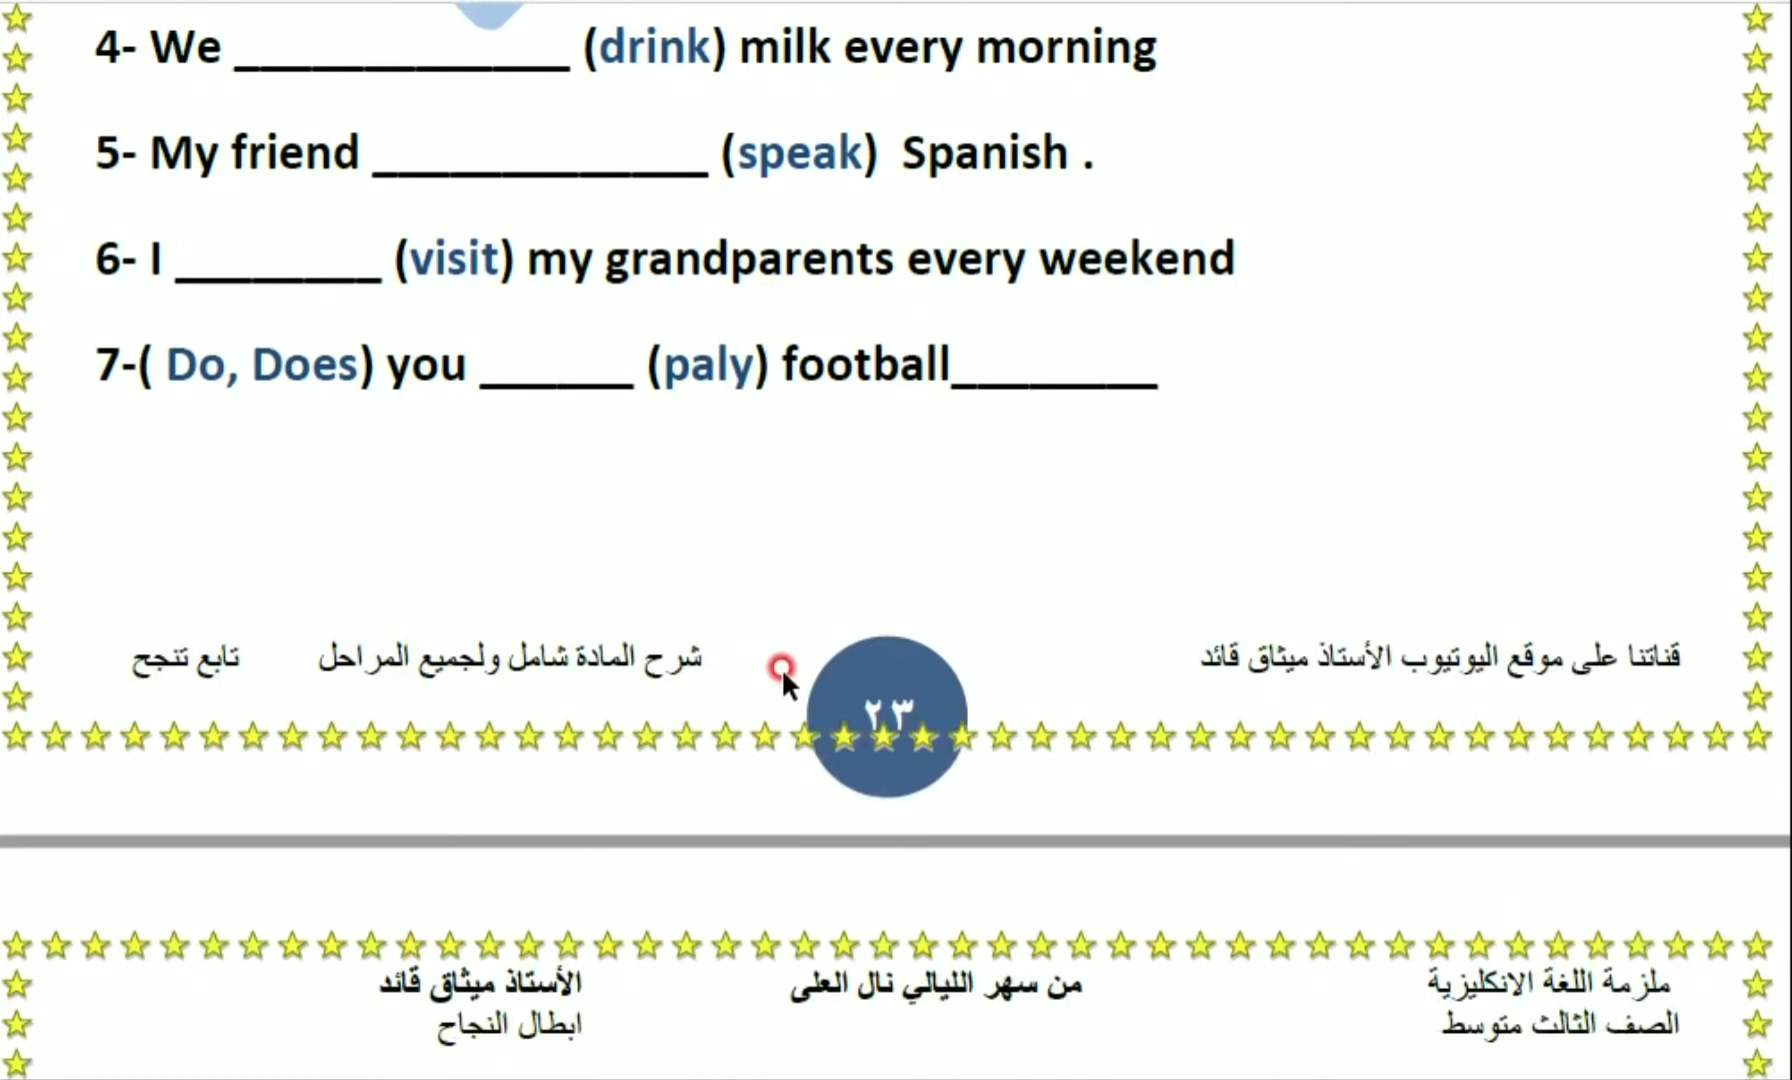 4- We _____________ (drink) milk every morning
5- My friend _____________ (speak) Spanish .
6- I ________ (visit) my grandparents every weekend
7-( Do, Does) you ______ (paly) football________
قناتنا على موقع اليوتيوب الأستاذ ميثاق قائد شرح المادة شامل ولجميع المراحل تابع تنجح
٢٣
ملزمة اللغة الانكليزية من سهر الليالي نال العلى الأستاذ ميثاق قائد
الصف الثالث متوسط ابطال النجاح